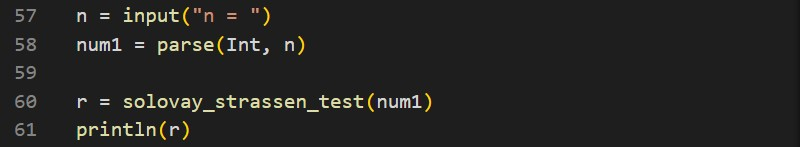 57 n = input("n = ")
58 num1 = parse(Int, n)
59
60 r = solovay_strassen_test(num1)
61 println(r)